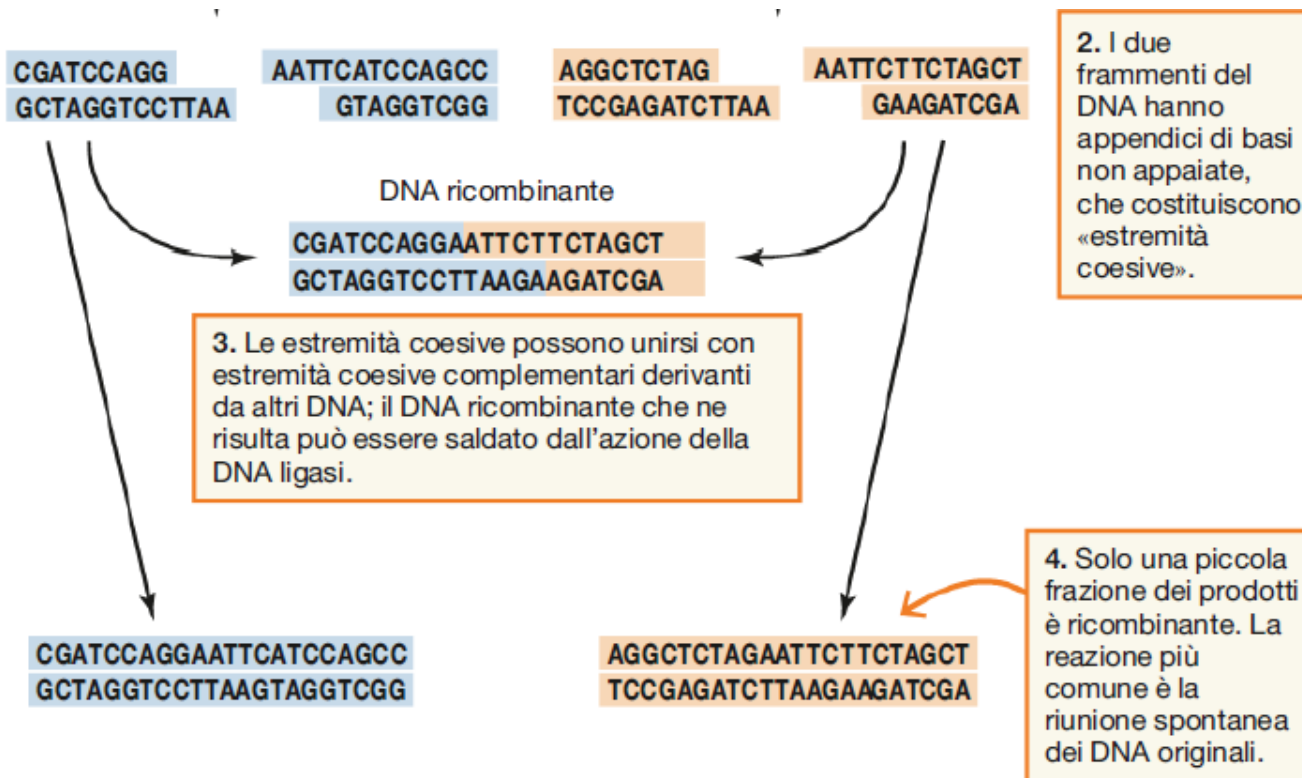 CGATCCAGG
GCTAGGTCCTTAA
AATTCATCCAGCC
GTAGGTCGG
AGGCTCTAG
TCCGAGATCTTAA
AATTCTTCTAGCT
GAAGATCGA
2. I due
frammenti del
DNA hanno
appendici di basi
non appaiate,
che costituiscono
«estremità
coesive».
DNA ricombinante
CGATCCAGGAATTCTTCTAGCT
GCTAGGTCCTTAAGAAGATCGA
3. Le estremità coesive possono unirsi con
estremità coesive complementari derivanti
da altri DNA; il DNA ricombinante che ne
risulta può essere saldato dall'azione della
DNA ligasi.
CGATCCAGGAATTCATCCAGCC
GCTAGGTCCTTAAGTAGGTCGG
AGGCTCTAGAATTCTTCTAGCT
TCCGAGATCTTAAGAAGATCGA
4. Solo una piccola
frazione dei prodotti
è ricombinante. La
reazione più
comune è la
riunione spontanea
dei DNA originali.